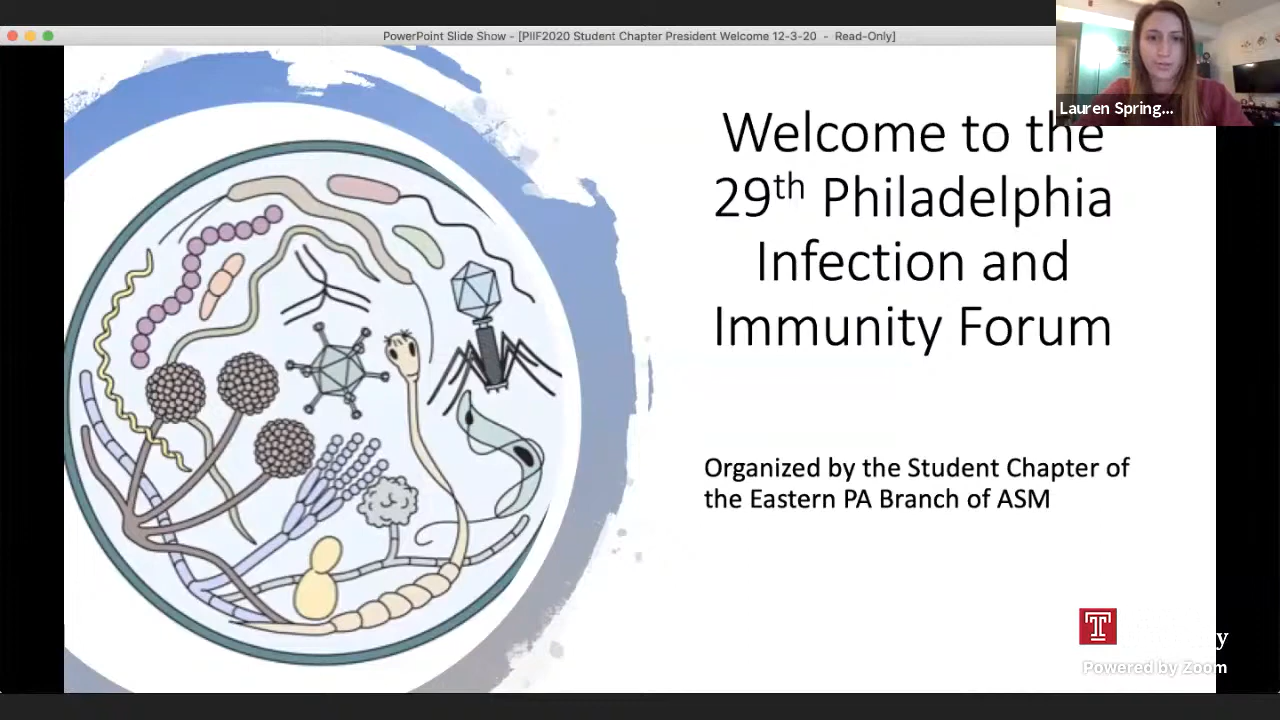 PowerPoint Slide Show - [PIIF2020 Student Chapter President Welcome 12-3-20 - Read-Only]
Lauren Spring...
Welcome to the
29th Philadelphia
Infection and
Immunity Forum
Organized by the Student Chapter of
the Eastern PA Branch of ASM
T
Powered by Zoom